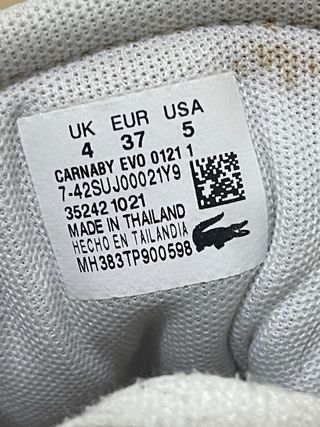 UK EUR USA
4 37 5
CARNABY EVO 0121 1
7-42SUJ00021Y9
35242 1021
MADE IN THAILAND
HECHO EN TAILANDIA
MH383TP900598